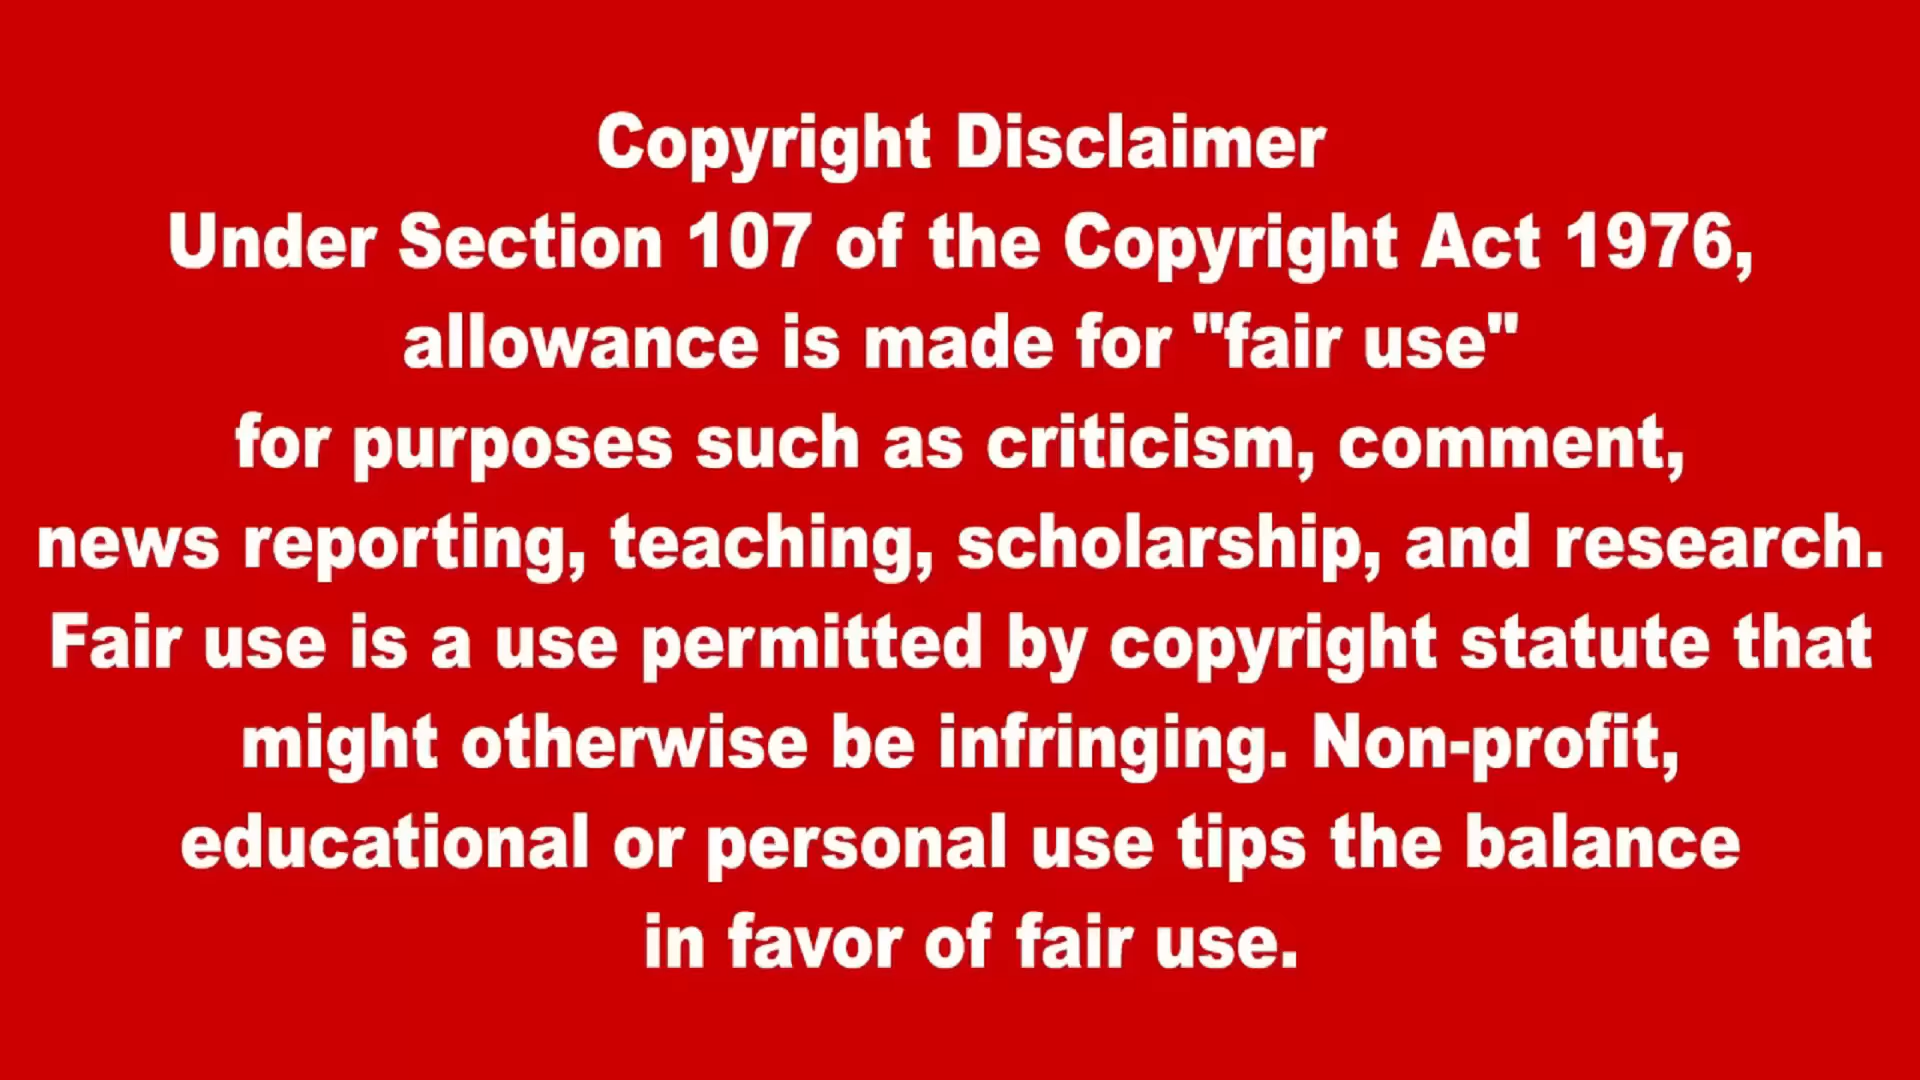 Copyright Disclaimer
Under Section 107 of the Copyright Act 1976,
allowance is made for "fair use"
for purposes such as criticism, comment,
news reporting, teaching, scholarship, and research.
Fair use is a use permitted by copyright statute that
might otherwise be infringing. Non-profit,
educational or personal use tips the balance
in favor of fair use.